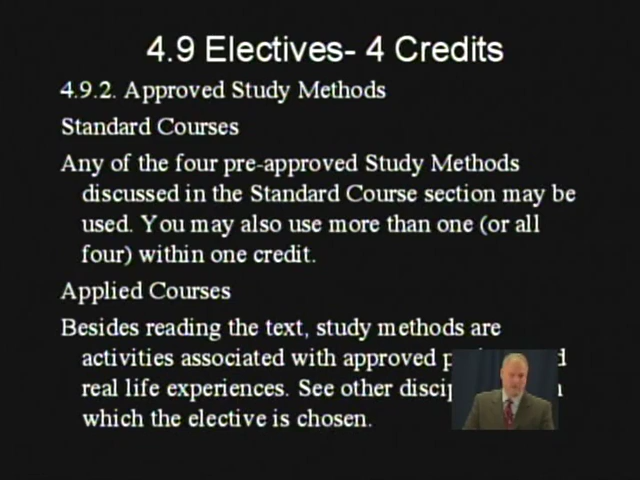 4.9 Electives- 4 Credits
4.9.2. Approved Study Methods
Standard Courses
Any of the four pre-approved Study Methods
discussed in the Standard Course section may be
used. You may also use more than one (or all
four) within one credit.
Applied Courses
Besides reading the text, study methods are
activities associated with approved
real life experiences. See other
which the elective is chosen.